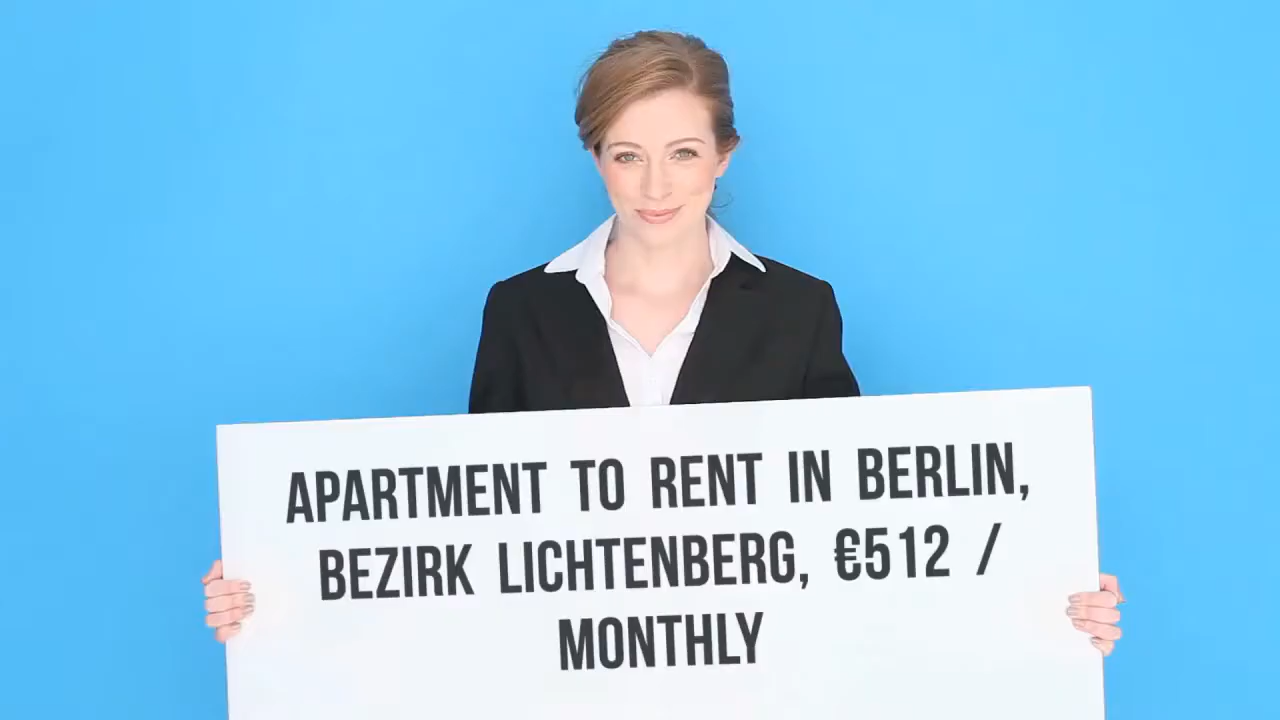 APARTMENT TO RENT IN BERLIN,
BEZIRK LICHTENBERG, €512 /
MONTHLY